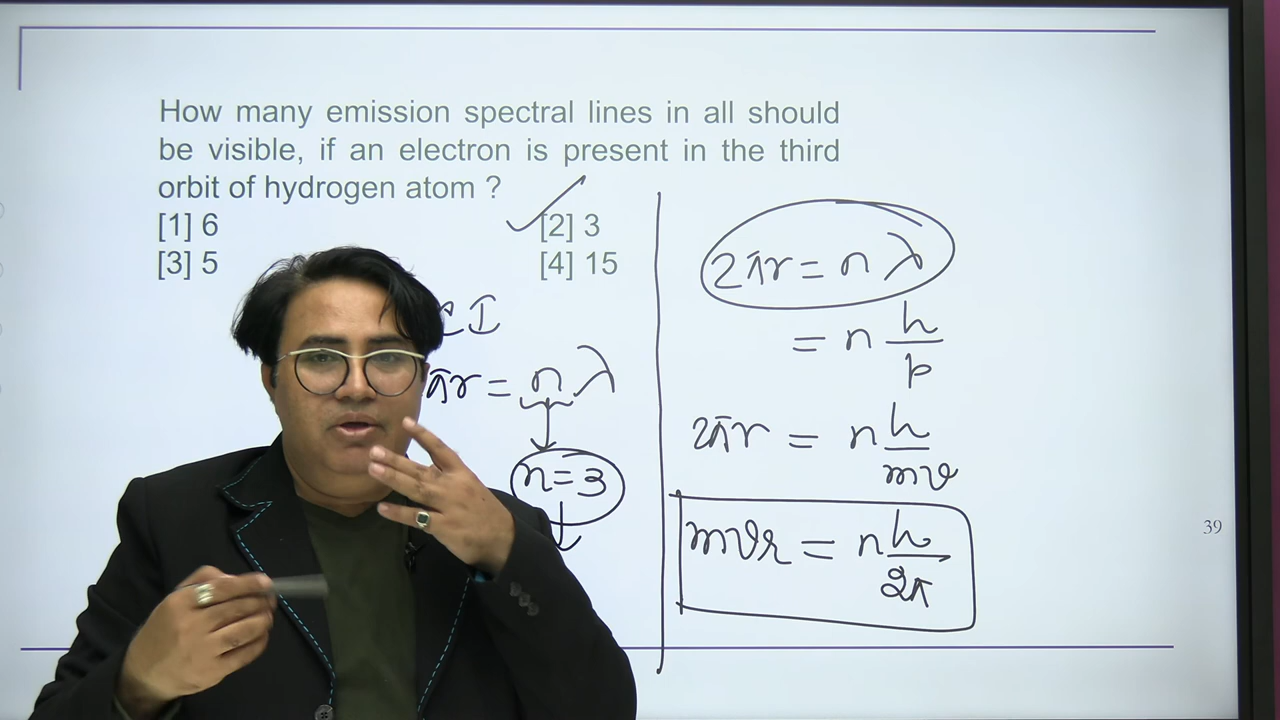 How many emission spectral lines in all should
be visible, if an electron is present in the third
orbit of hydrogen atom ?
[1] 6 [2] 3
[3] 5 [4] 15
πr = nλ
n=3
2πr = nλ
= n h/p
2πr = n h/mv
mvr = n h/2π
39